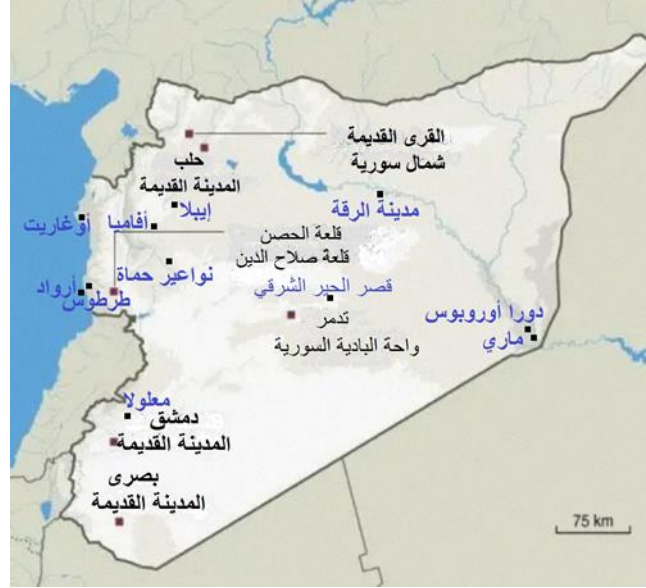 القرى القديمة
شمال سورية
حلب
المدينة القديمة
إيبلا
مدينة الرقة
أوغاريت
أفاميا
قلعة الحصن
قلعة صلاح الدين
نواعير حماة
أرواد
طرطوس
قصر الحير الشرقي
تدمر
واحة البادية السورية
دورا أوروبوس
ماري
معلولا
دمشق
المدينة القديمة
بصرى
المدينة القديمة
75 km